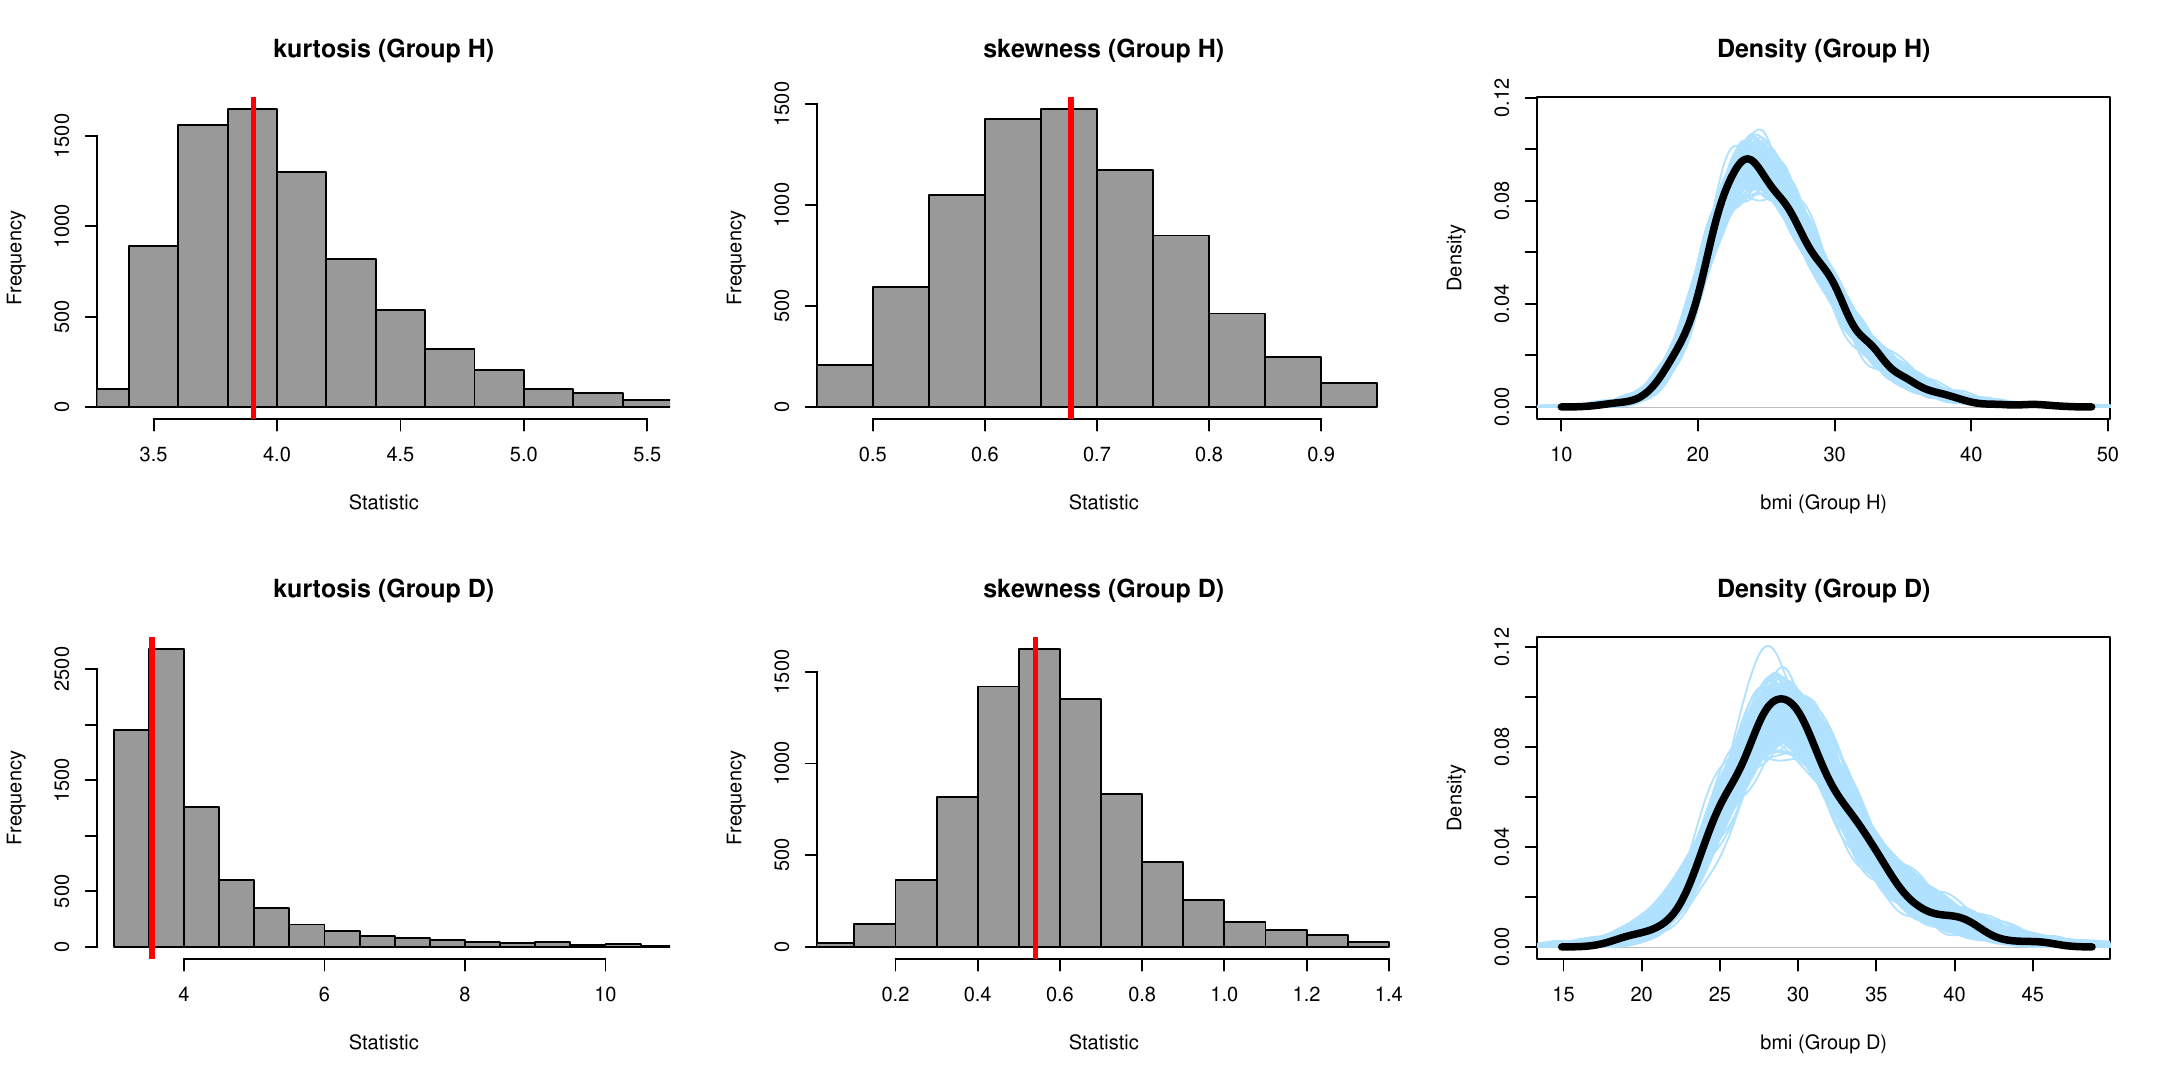 kurtosis (Group H)
Frequency
0 500 1000 1500
3.5 4.0 4.5 5.0 5.5
Statistic
skewness (Group H)
Frequency
0 500 1000 1500
0.5 0.6 0.7 0.8 0.9
Statistic
Density (Group H)
Density
0.00 0.04 0.08 0.12
10 20 30 40 50
bmi (Group H)
kurtosis (Group D)
Frequency
0 500 1500 2500
4 6 8 10
Statistic
skewness (Group D)
Frequency
0 500 1000 1500
0.2 0.4 0.6 0.8 1.0 1.2 1.4
Statistic
Density (Group D)
Density
0.00 0.04 0.08 0.12
15 20 25 30 35 40 45
bmi (Group D)